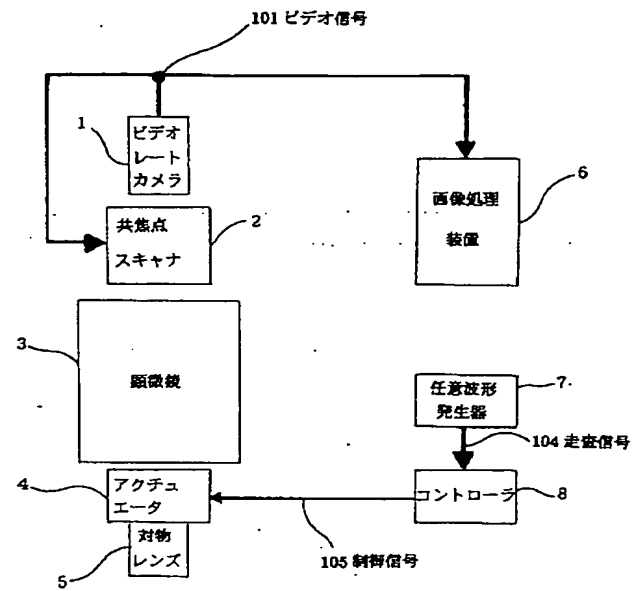 101 ビデオ信号
1
ビデオ
レート
カメラ
6
画像処理
装置
2
共焦点
スキャナ
3
顕微鏡
7
任意波形
発生器
104 走査信号
4
アクチュ
エータ
コントローラ
8
対物
レンズ
5
105 制御信号